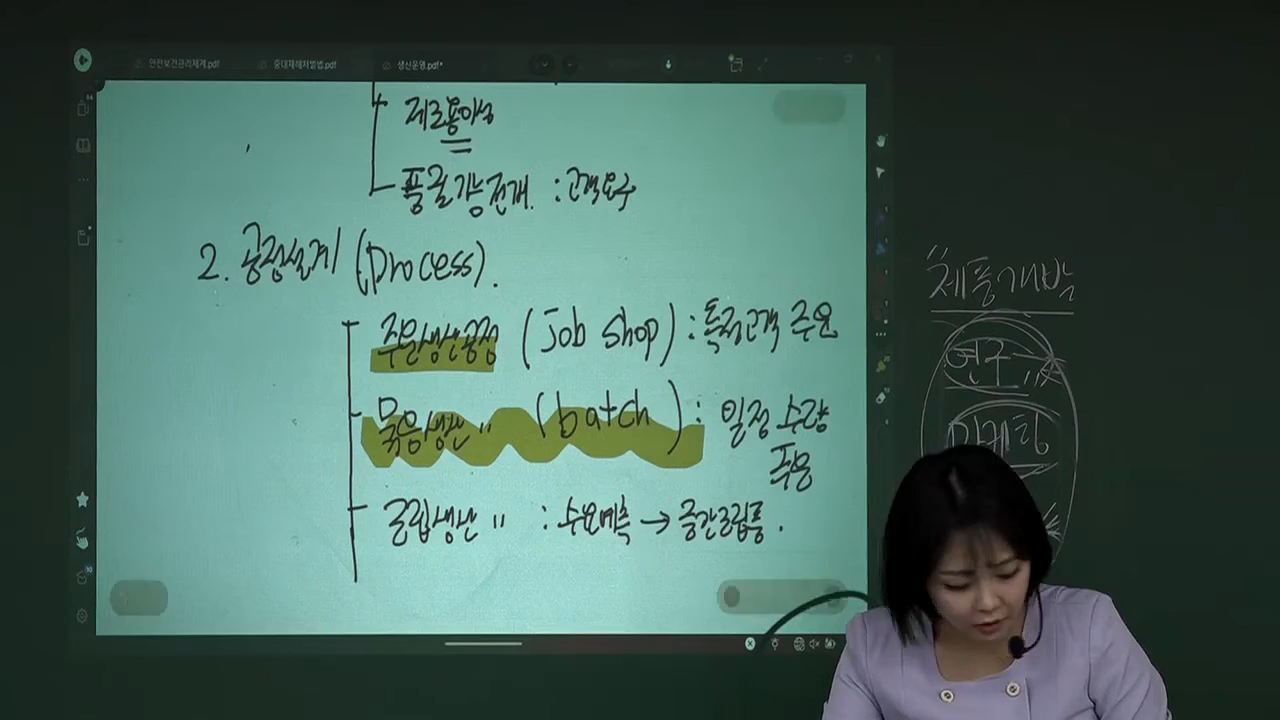 안전보건관리체계.pdf
중대재해처벌법.pdf
생산운영.pdf*
제조용이성
품질기능전개 : 고객요구
2. 공정설계 (process).
주문생산공정 (Job shop) : 특정고객 주요
묶음생산 〃 (batch) : 일정 수량
주응
조립생산 〃 : 수요예측 → 중간조립품.
"제품개발
연구
마케팅